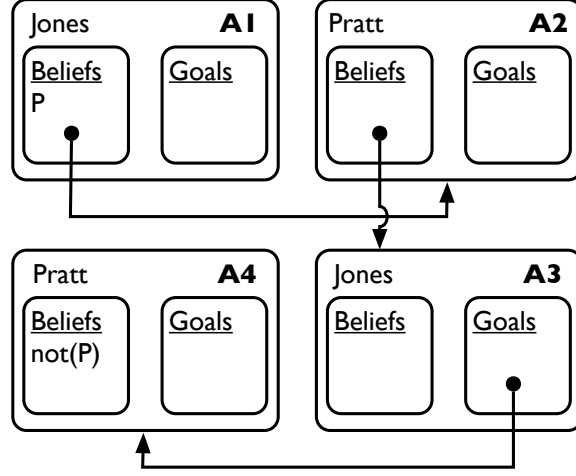 Jones A1
Beliefs Goals
P
Pratt A2
Beliefs Goals
Pratt A4
Beliefs Goals
not(P)
Jones A3
Beliefs Goals